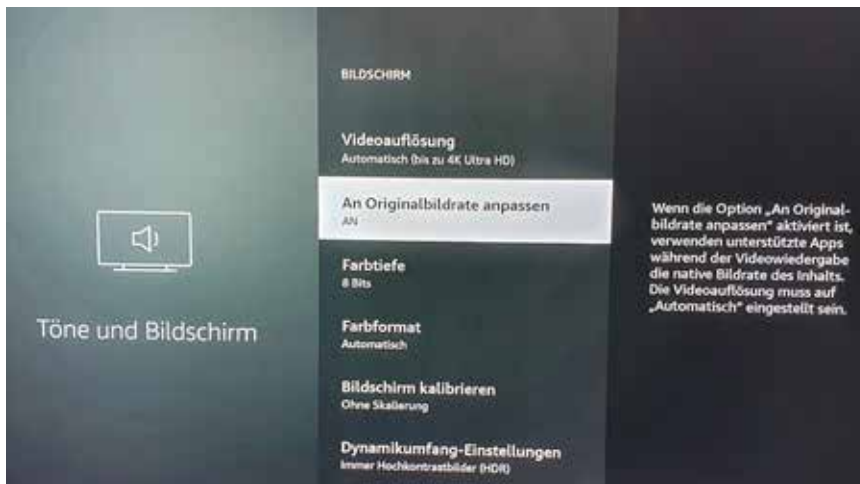 Töne und Bildschirm
BILDSCHIRM
Videoauflösung
Automatisch (bis zu 4K Ultra HD)
An Originalbildrate anpassen
AN
Farbtiefe
8 Bits
Farbformat
Automatisch
Bildschirm kalibrieren
Ohne Skalierung
Dynamikumfang-Einstellungen
Immer Hochkontrastbilder (HDR)
Wenn die Option „An Original-
bildrate anpassen“ aktiviert ist,
verwenden unterstützte Apps
während der Videowiedergabe
die native Bildrate des Inhalts.
Die Videoauflösung muss auf
„Automatisch“ eingestellt sein.